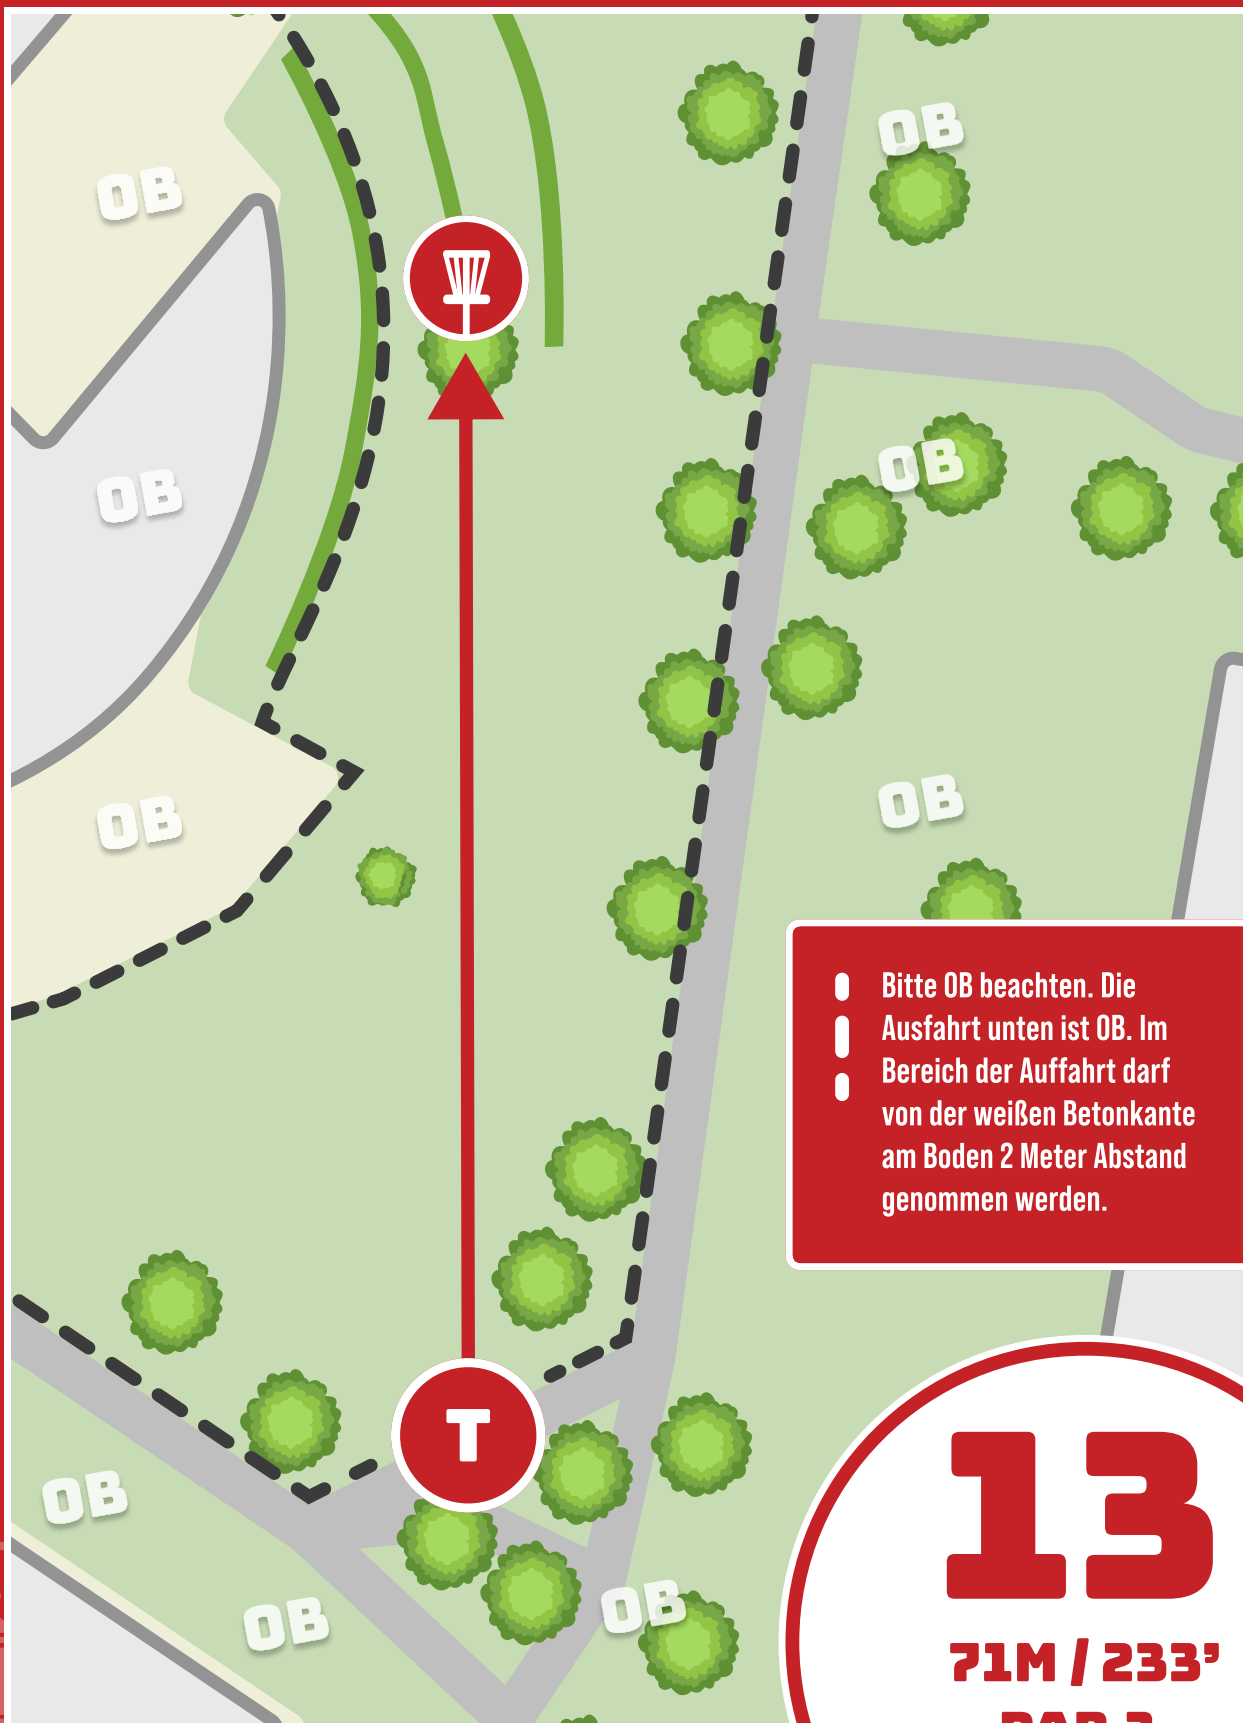 OB
OB
OB
OB
OB
OB
OB
Bitte OB beachten. Die
Ausfahrt unten ist OB. Im
Bereich der Auffahrt darf
von der weißen Betonkante
am Boden 2 Meter Abstand
genommen werden.
T
13
OB
OB
OB
71M / 233’